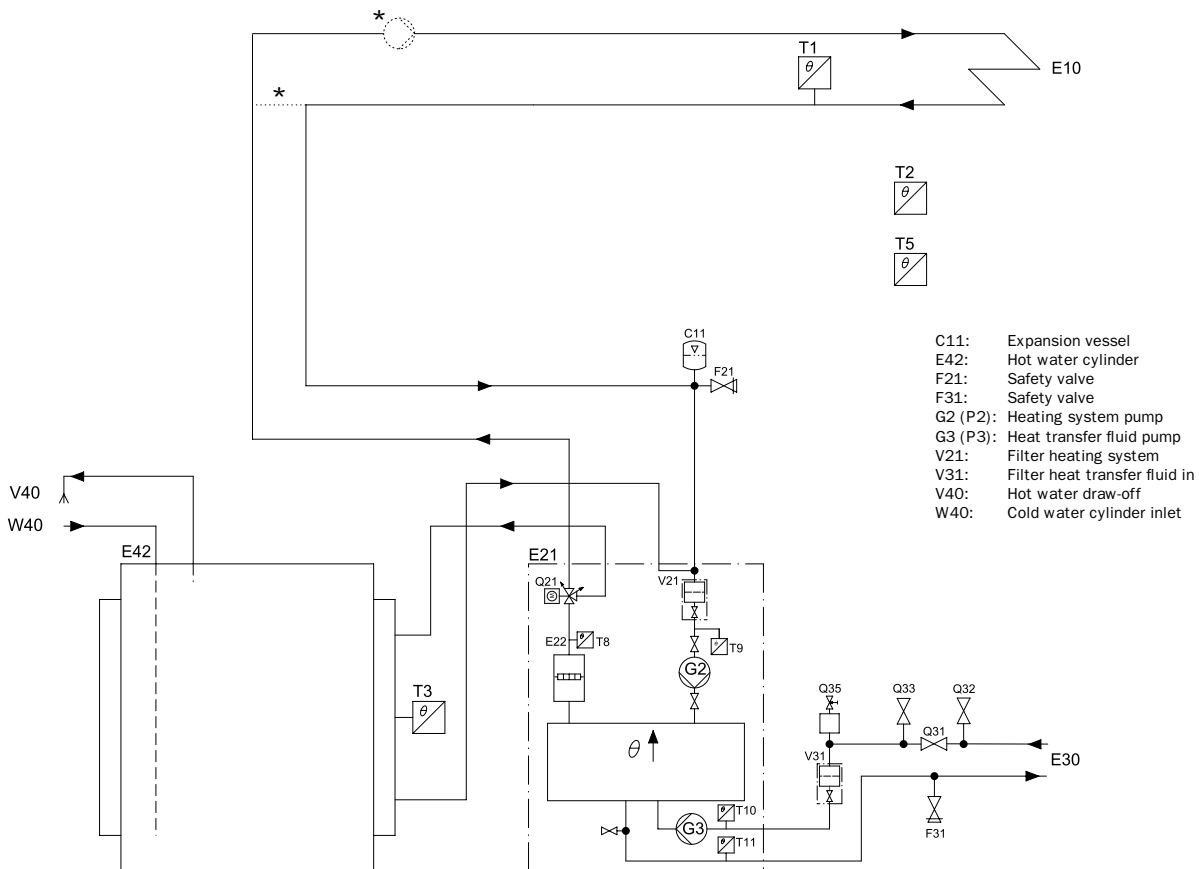 *
T1
θ
E10
*
T2
θ
T5
θ
C11
F21
C11: Expansion vessel
E42: Hot water cylinder
F21: Safety valve
F31: Safety valve
G2 (P2): Heating system pump
G3 (P3): Heat transfer fluid pump
V21: Filter heating system
V31: Filter heat transfer fluid in
V40: Hot water draw-off
W40: Cold water cylinder inlet
V40
W40
E42
E21
Q21
M
V21
E22
θ
T8
T9
G2
T3
θ
θ
Q35
Q33
Q32
Q31
V31
E30
θ
T10
G3
θ
T11
F31